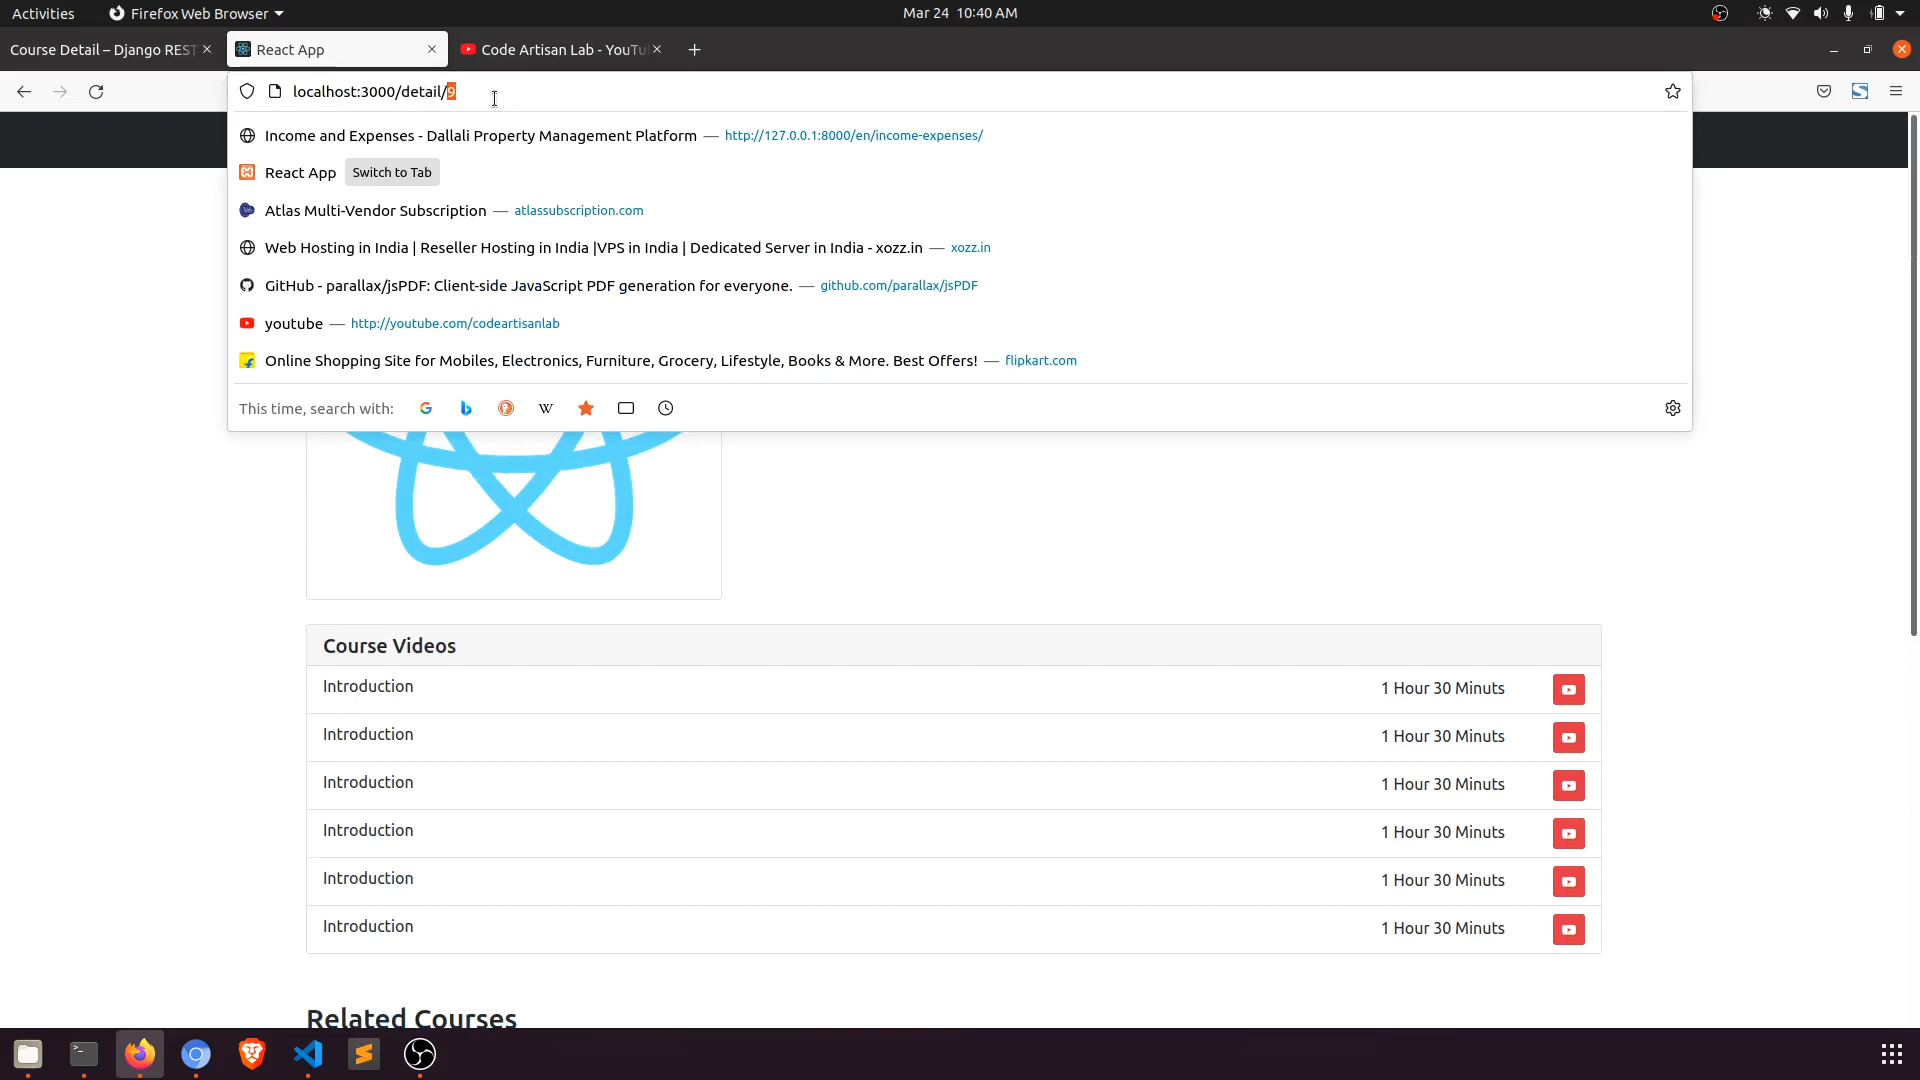 Activities Firefox Web Browser Mar 24 10:40 AM
Course Detail – Django REST React App Code Artisan Lab - YouTu
localhost:3000/detail/9
Income and Expenses - Dallali Property Management Platform — http://127.0.0.1:8000/en/income-expenses/
React App Switch to Tab
Atlas Multi-Vendor Subscription — atlassubscription.com
Web Hosting in India | Reseller Hosting in India |VPS in India | Dedicated Server in India - xozz.in — xozz.in
GitHub - parallax/jsPDF: Client-side JavaScript PDF generation for everyone. — github.com/parallax/jsPDF
youtube — http://youtube.com/codeartisanlab
Online Shopping Site for Mobiles, Electronics, Furniture, Grocery, Lifestyle, Books & More. Best Offers! — flipkart.com
This time, search with:
Course Videos
Introduction 1 Hour 30 Minuts
Introduction 1 Hour 30 Minuts
Introduction 1 Hour 30 Minuts
Introduction 1 Hour 30 Minuts
Introduction 1 Hour 30 Minuts
Introduction 1 Hour 30 Minuts
Related Courses